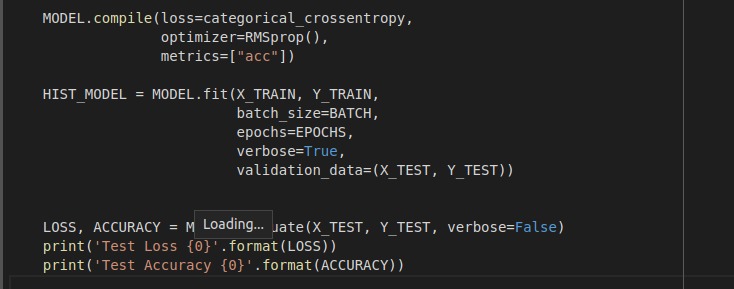 MODEL.compile(loss=categorical_crossentropy,
optimizer=RMSprop(),
metrics=["acc"])
HIST_MODEL = MODEL.fit(X_TRAIN, Y_TRAIN,
batch_size=BATCH,
epochs=EPOCHS,
verbose=True,
validation_data=(X_TEST, Y_TEST))
Loading...
LOSS, ACCURACY = M uate(X_TEST, Y_TEST, verbose=False)
print('Test Loss {0}'.format(LOSS))
print('Test Accuracy {0}'.format(ACCURACY))